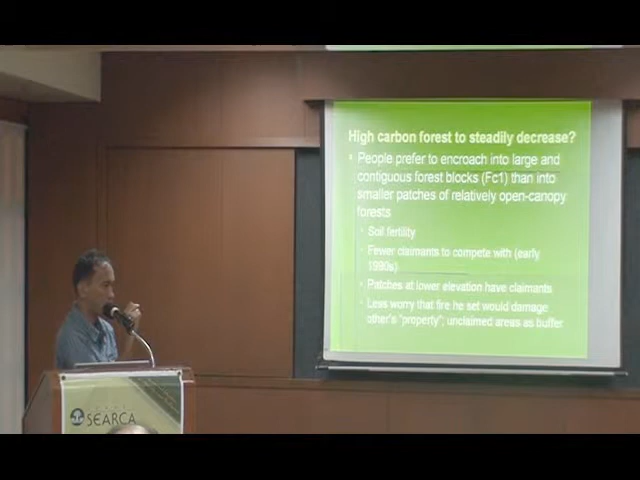 High carbon forest to steadily decrease?
People prefer to encroach into large and
contiguous forest blocks (Fc1) than into
smaller patches of relatively open-canopy
forests
Soil fertility
Fewer claimants to compete with (early
1990s)
Patches at lower elevation have claimants
Less worry that fire he set would damage
other's "property"; unclaimed areas as buffer
SEARCA